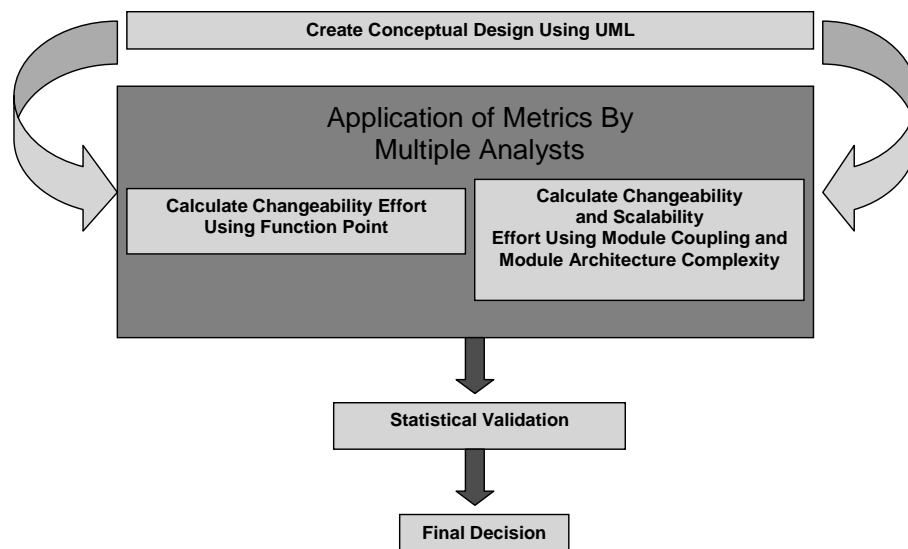 Create Conceptual Design Using UML
Application of Metrics By
Multiple Analysts
Calculate Changeability Effort
Using Function Point
Calculate Changeability
and Scalability
Effort Using Module Coupling and
Module Architecture Complexity
Statistical Validation
Final Decision